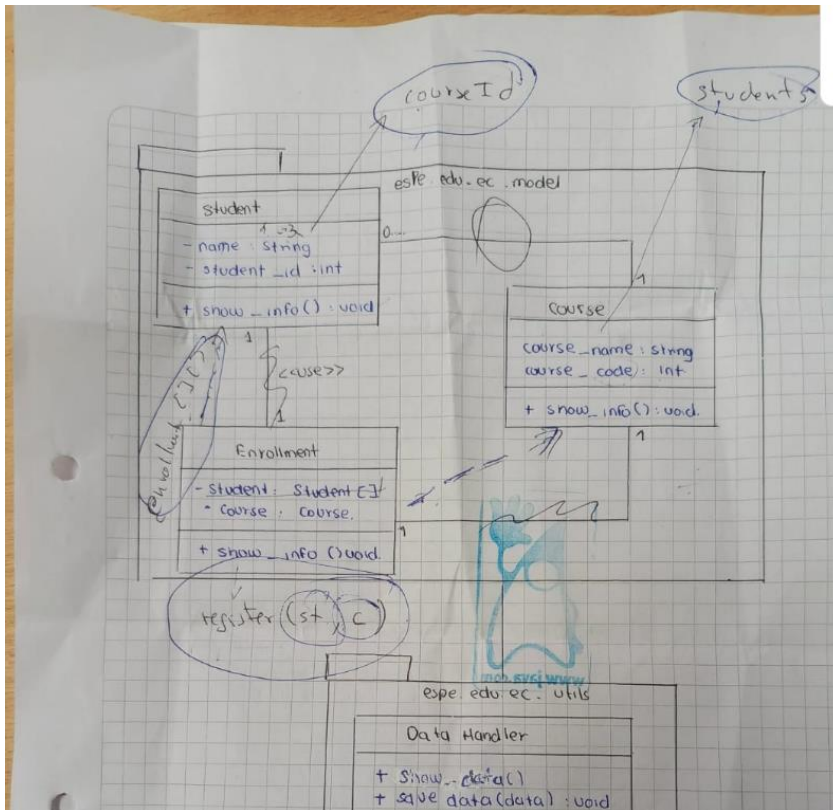 courseId
students
espe.edu.ec.model
Student
1
- name : String
- student_id : int
0...
+ show_info() : void
1
1
Course
course_name : string
course_code : int
+ show_info() : void.
<<use>>
1
1
Enrollment
- Student : Student []
- Course : Course.
1
+ show_info () void.
register (st, c)
espe.edu.ec.utils
Data Handler
+ show_data()
+ save data(data) : void